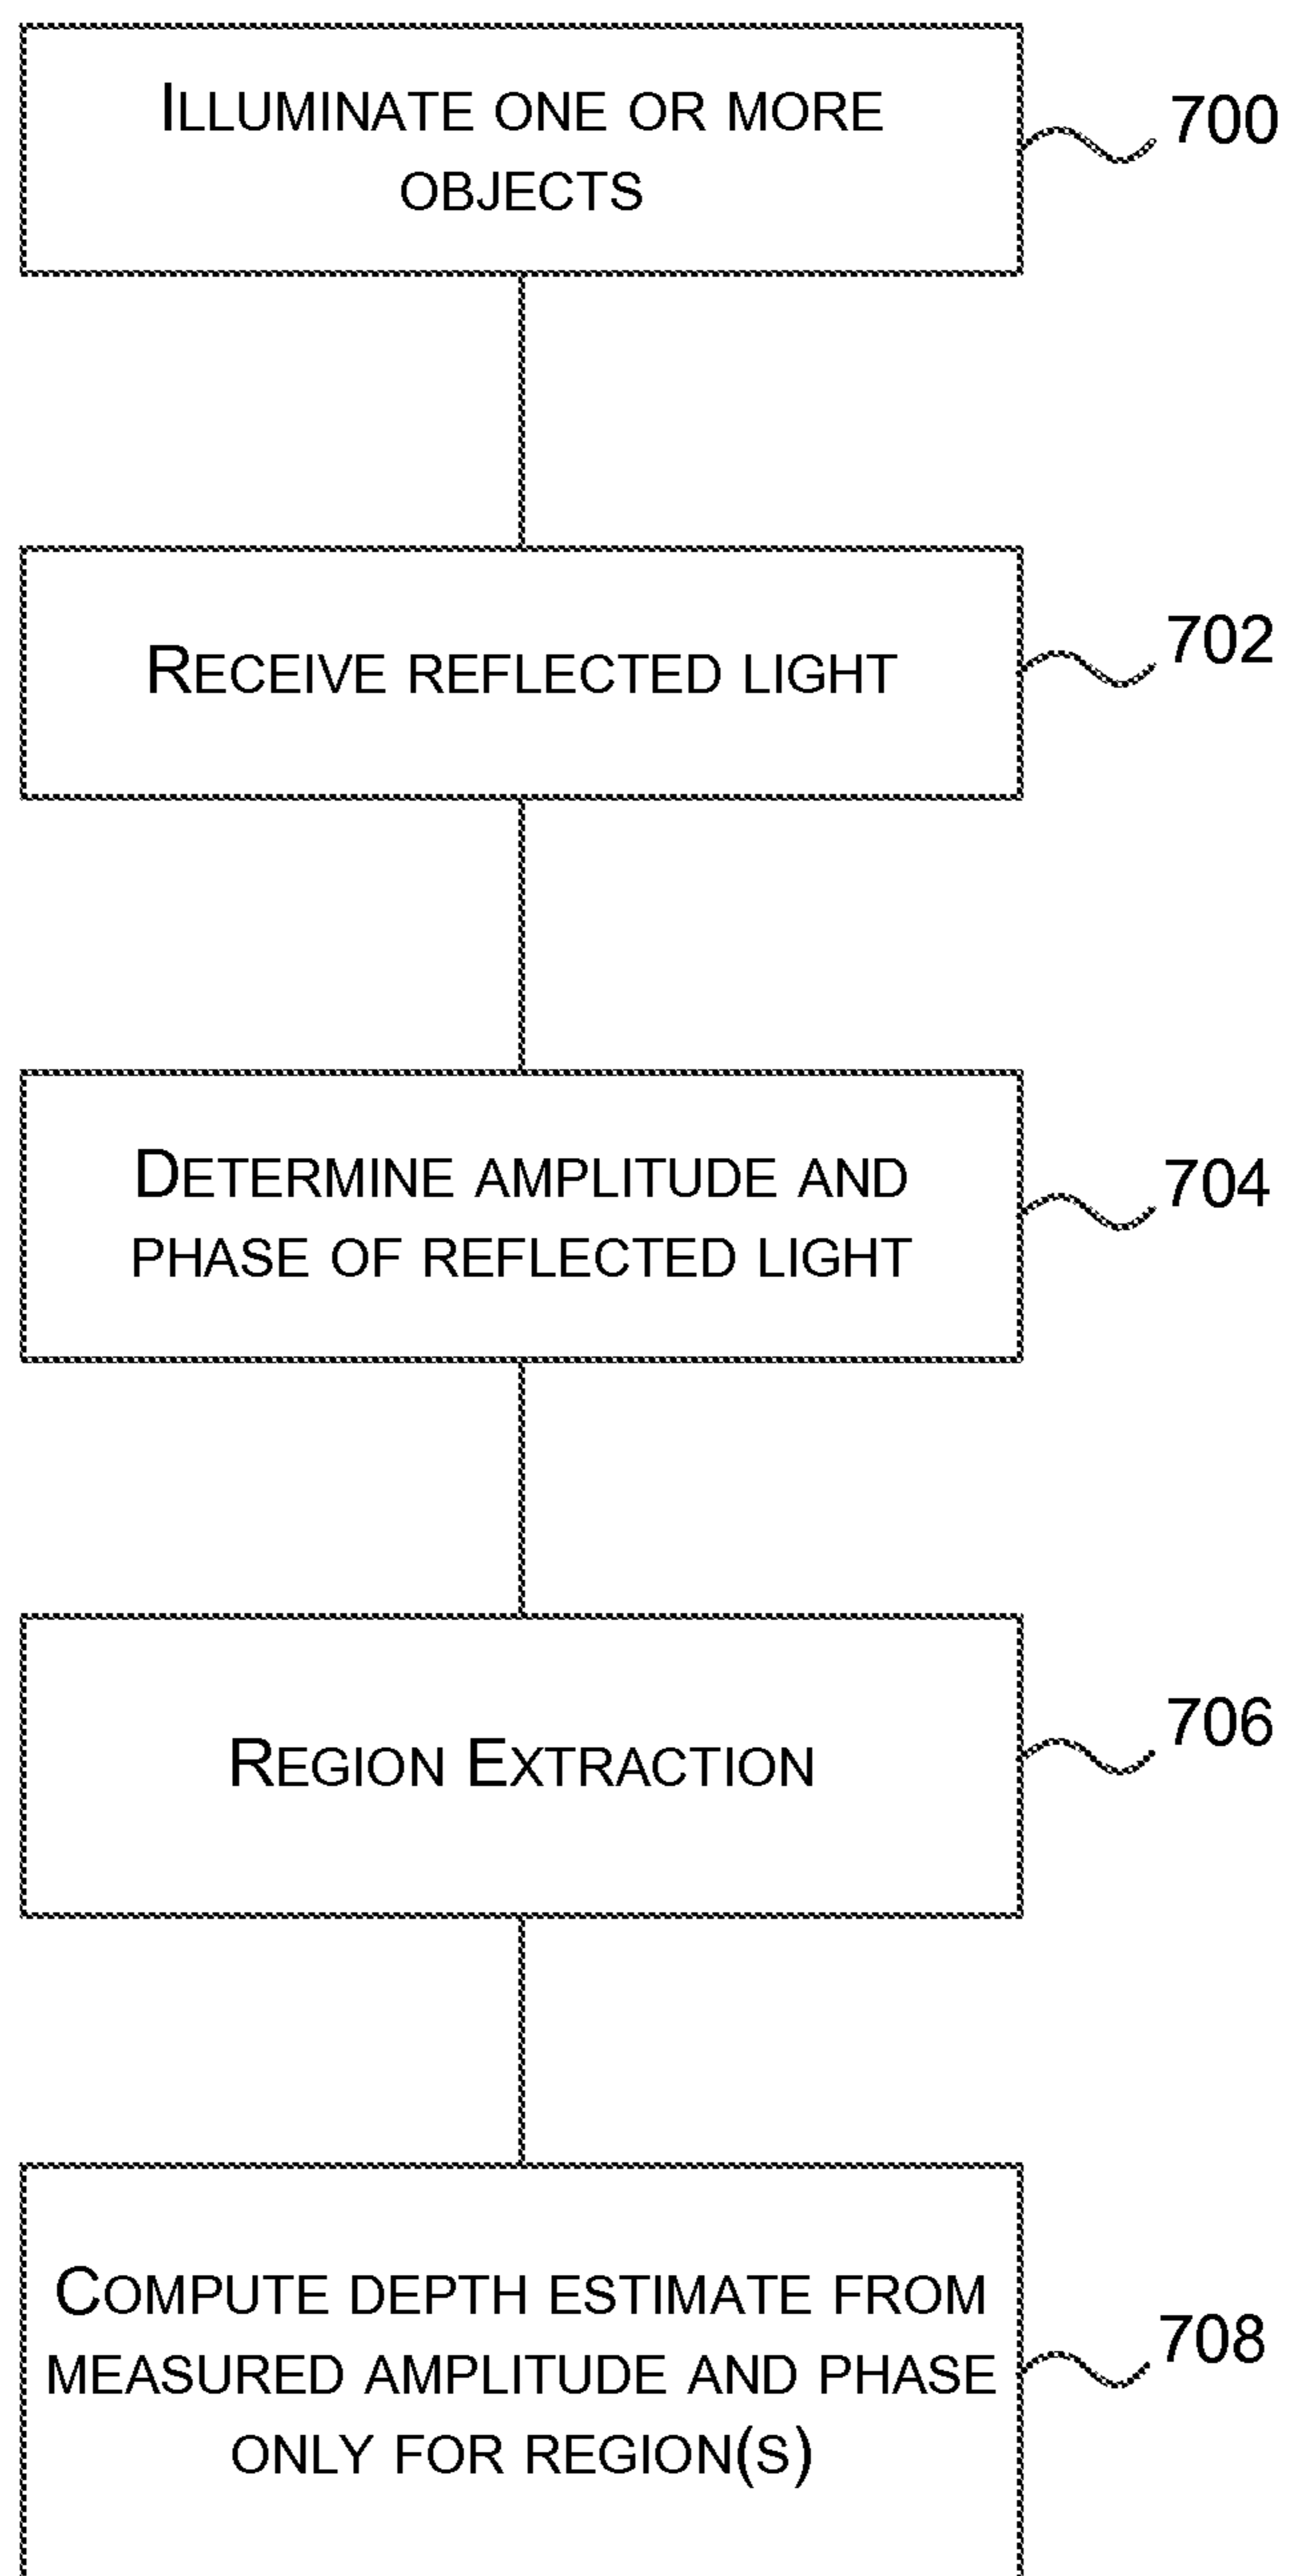 ILLUMINATE ONE OR MORE
OBJECTS
700
RECEIVE REFLECTED LIGHT
702
DETERMINE AMPLITUDE AND
PHASE OF REFLECTED LIGHT
704
REGION EXTRACTION
706
COMPUTE DEPTH ESTIMATE FROM
MEASURED AMPLITUDE AND PHASE
ONLY FOR REGION(S)
708